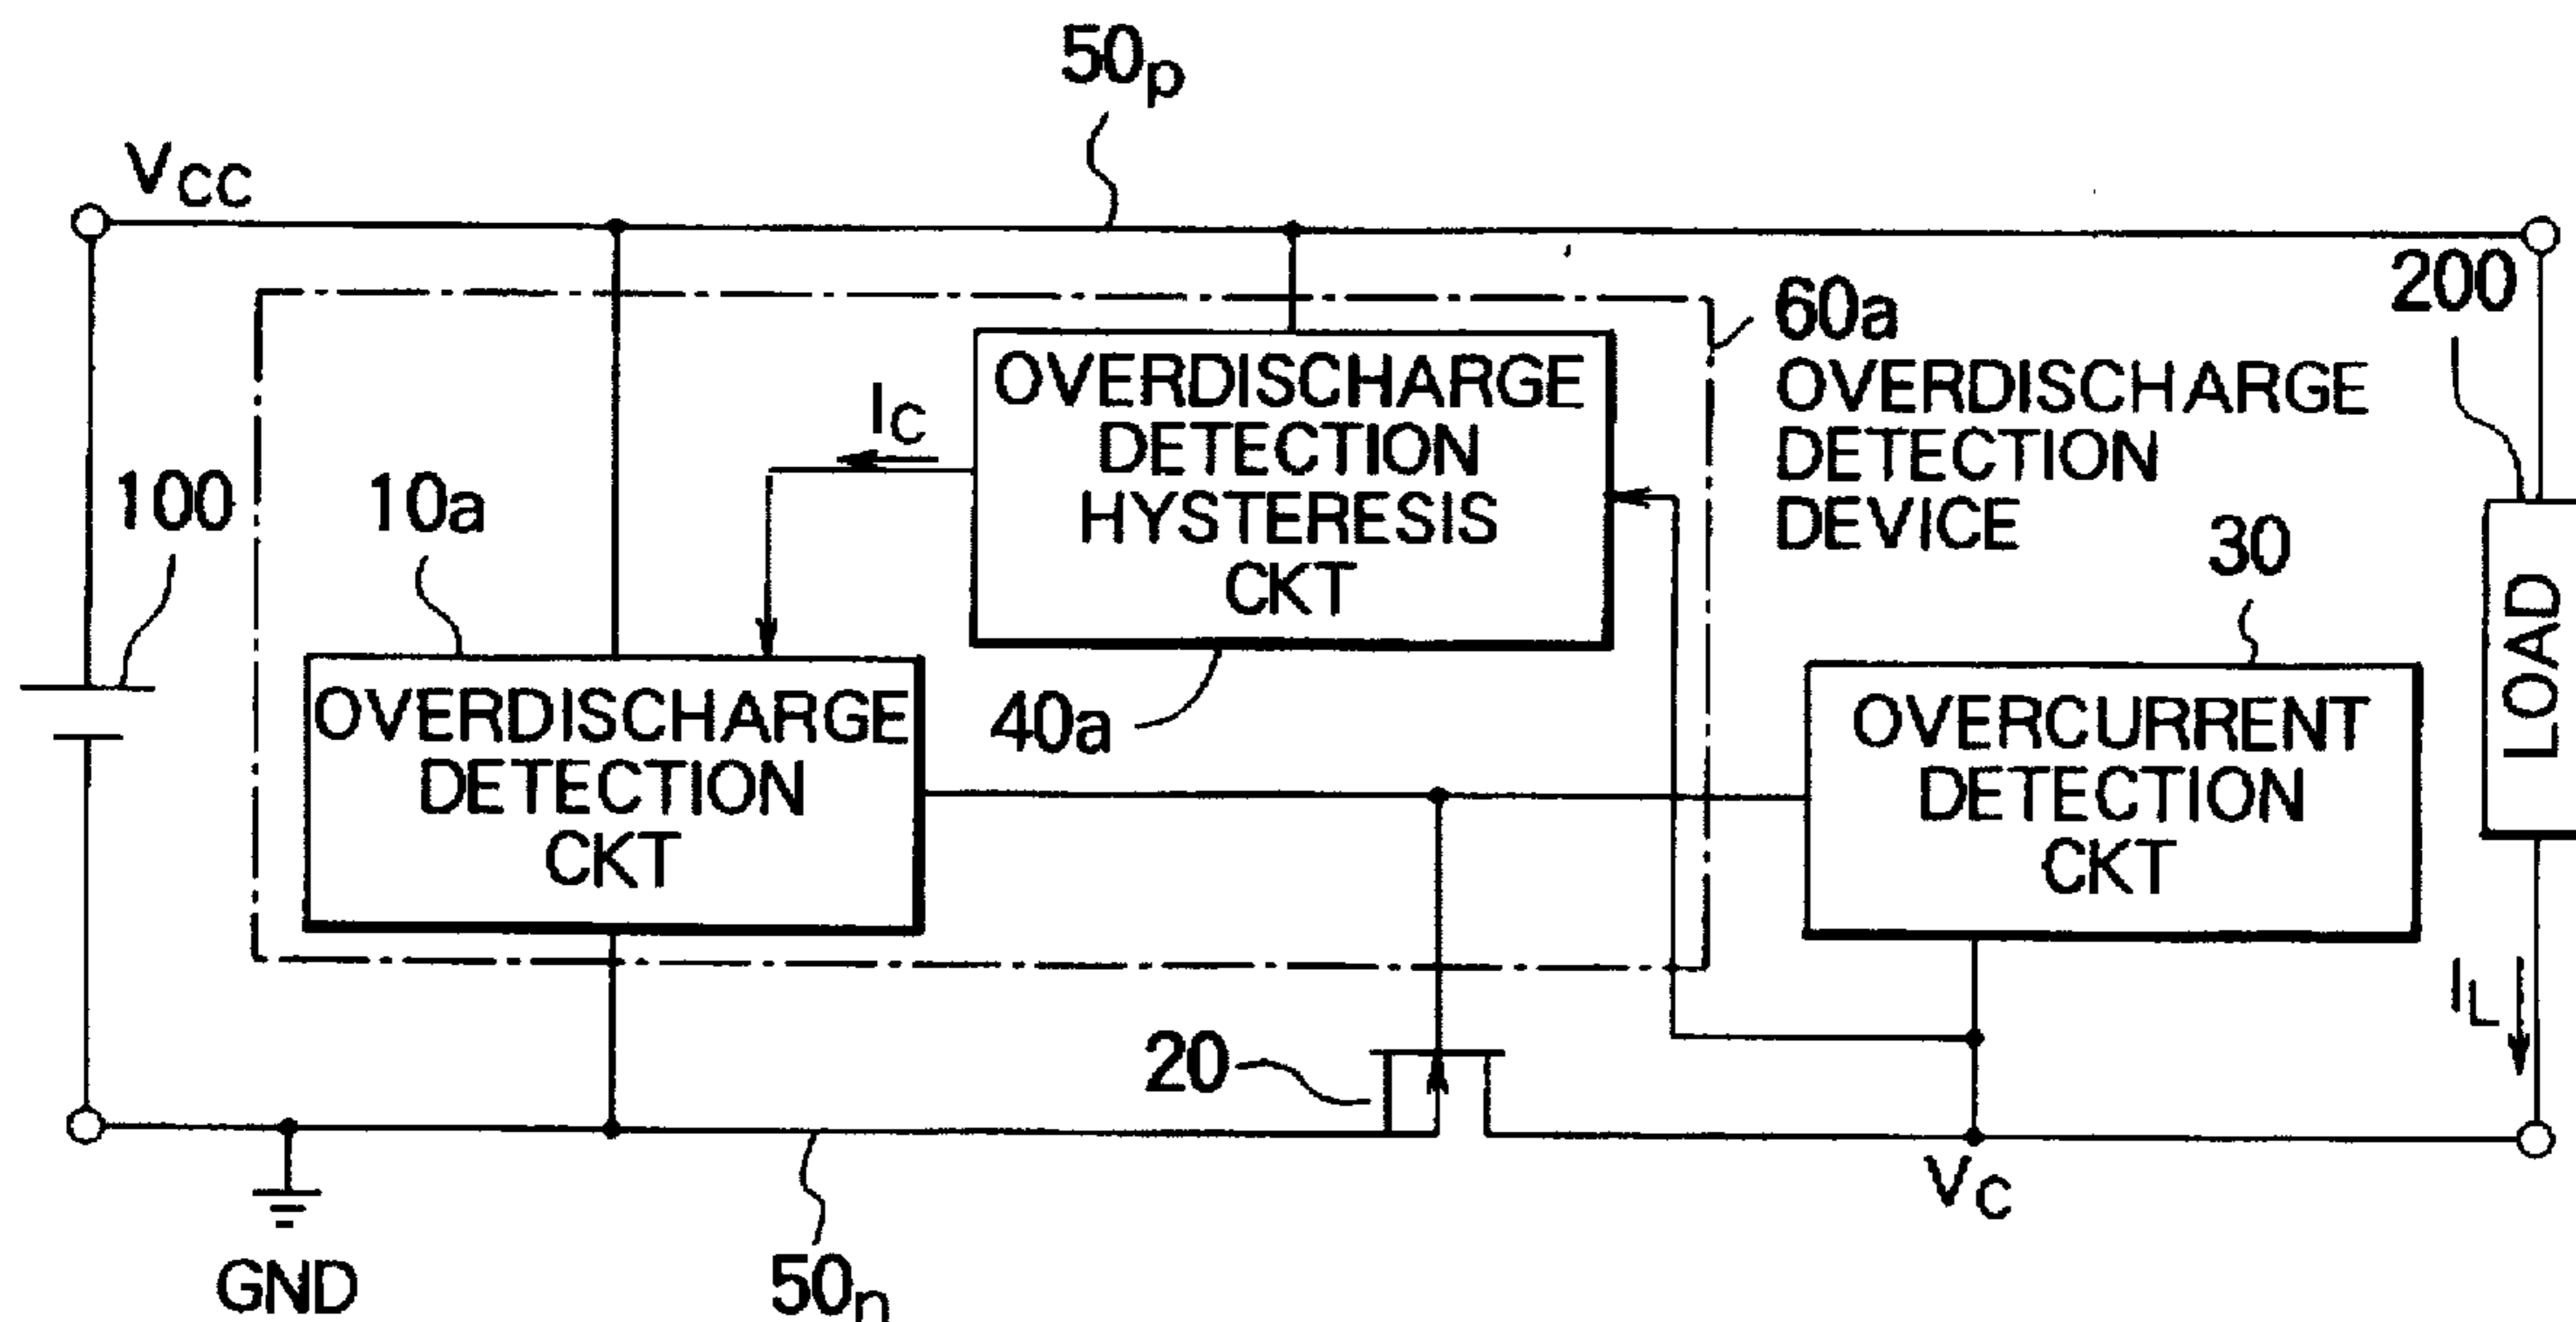 50p
VCC
200
60a
OVERDISCHARGE
DETECTION
DEVICE
OVERDISCHARGE
DETECTION
HYSTERESIS
CKT
IC
100
10a
30
LOAD
40a
OVERDISCHARGE
DETECTION
CKT
OVERCURRENT
DETECTION
CKT
IL
20
VC
GND
50n